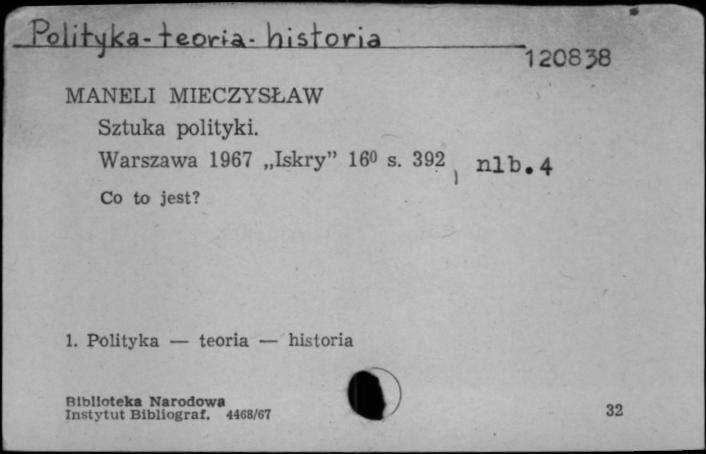 Polityka-teoria-historia
120838
MANELI MIECZYSŁAW
Sztuka polityki.
Warszawa 1967 „Iskry” 16⁰ s. 392, nlb. 4
Co to jest?
1. Polityka — teoria — historia
Biblioteka Narodowa
Instytut Bibliograf. 4468/67
32